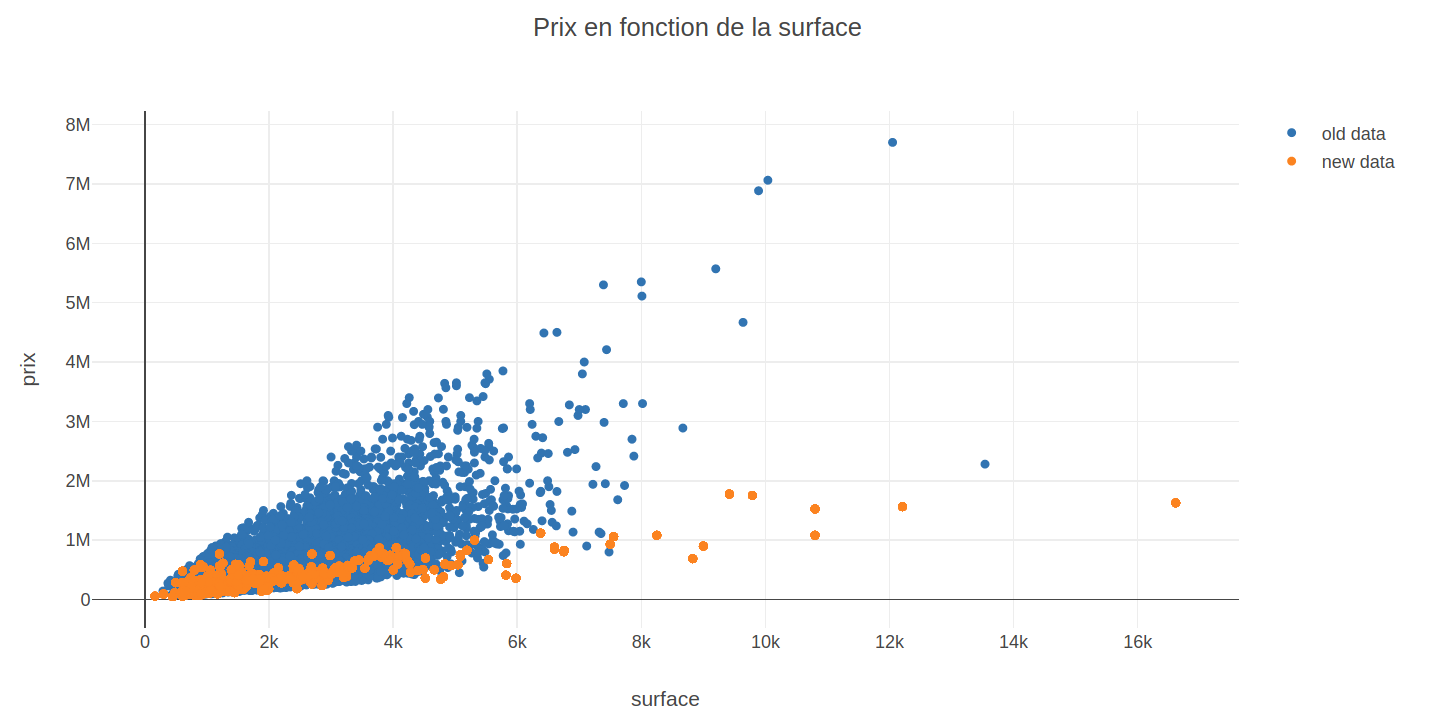 Prix en fonction de la surface
old data
new data
8M
7M
6M
5M
4M
3M
2M
1M
0
prix
0
2k
4k
6k
8k
10k
12k
14k
16k
surface